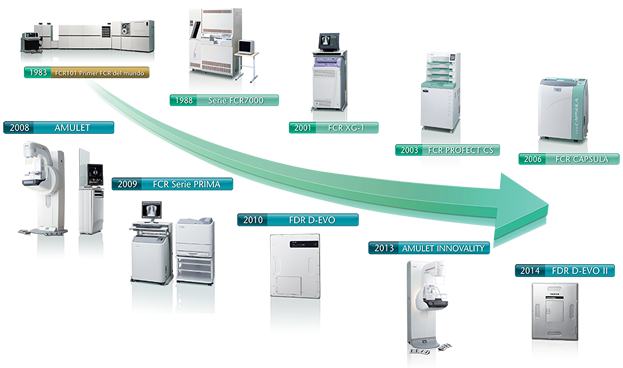 1983 FCR101 Primer FCR del mundo
1988 Serie FCR7000
2001 FCR XG-1
2003 FCR PROFECT CS
2006 FCR CAPSULA
2008 AMULET
2009 FCR Serie PRIMA
2010 FDR D-EVO
2013 AMULET INNOVALITY
2014 FDR D-EVO II